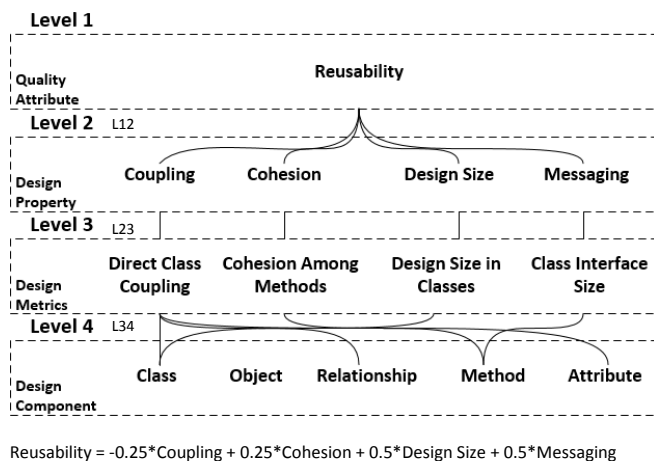 Level 1
Reusability
Quality
Attribute
Level 2 L12
Coupling Cohesion Design Size Messaging
Design
Property
Level 3 L23
Direct Class Cohesion Among Design Size in Class Interface
Coupling Methods Classes Size
Design
Metrics
Level 4 L34
Class Object Relationship Method Attribute
Design
Component
Reusability = -0.25*Coupling + 0.25*Cohesion + 0.5*Design Size + 0.5*Messaging